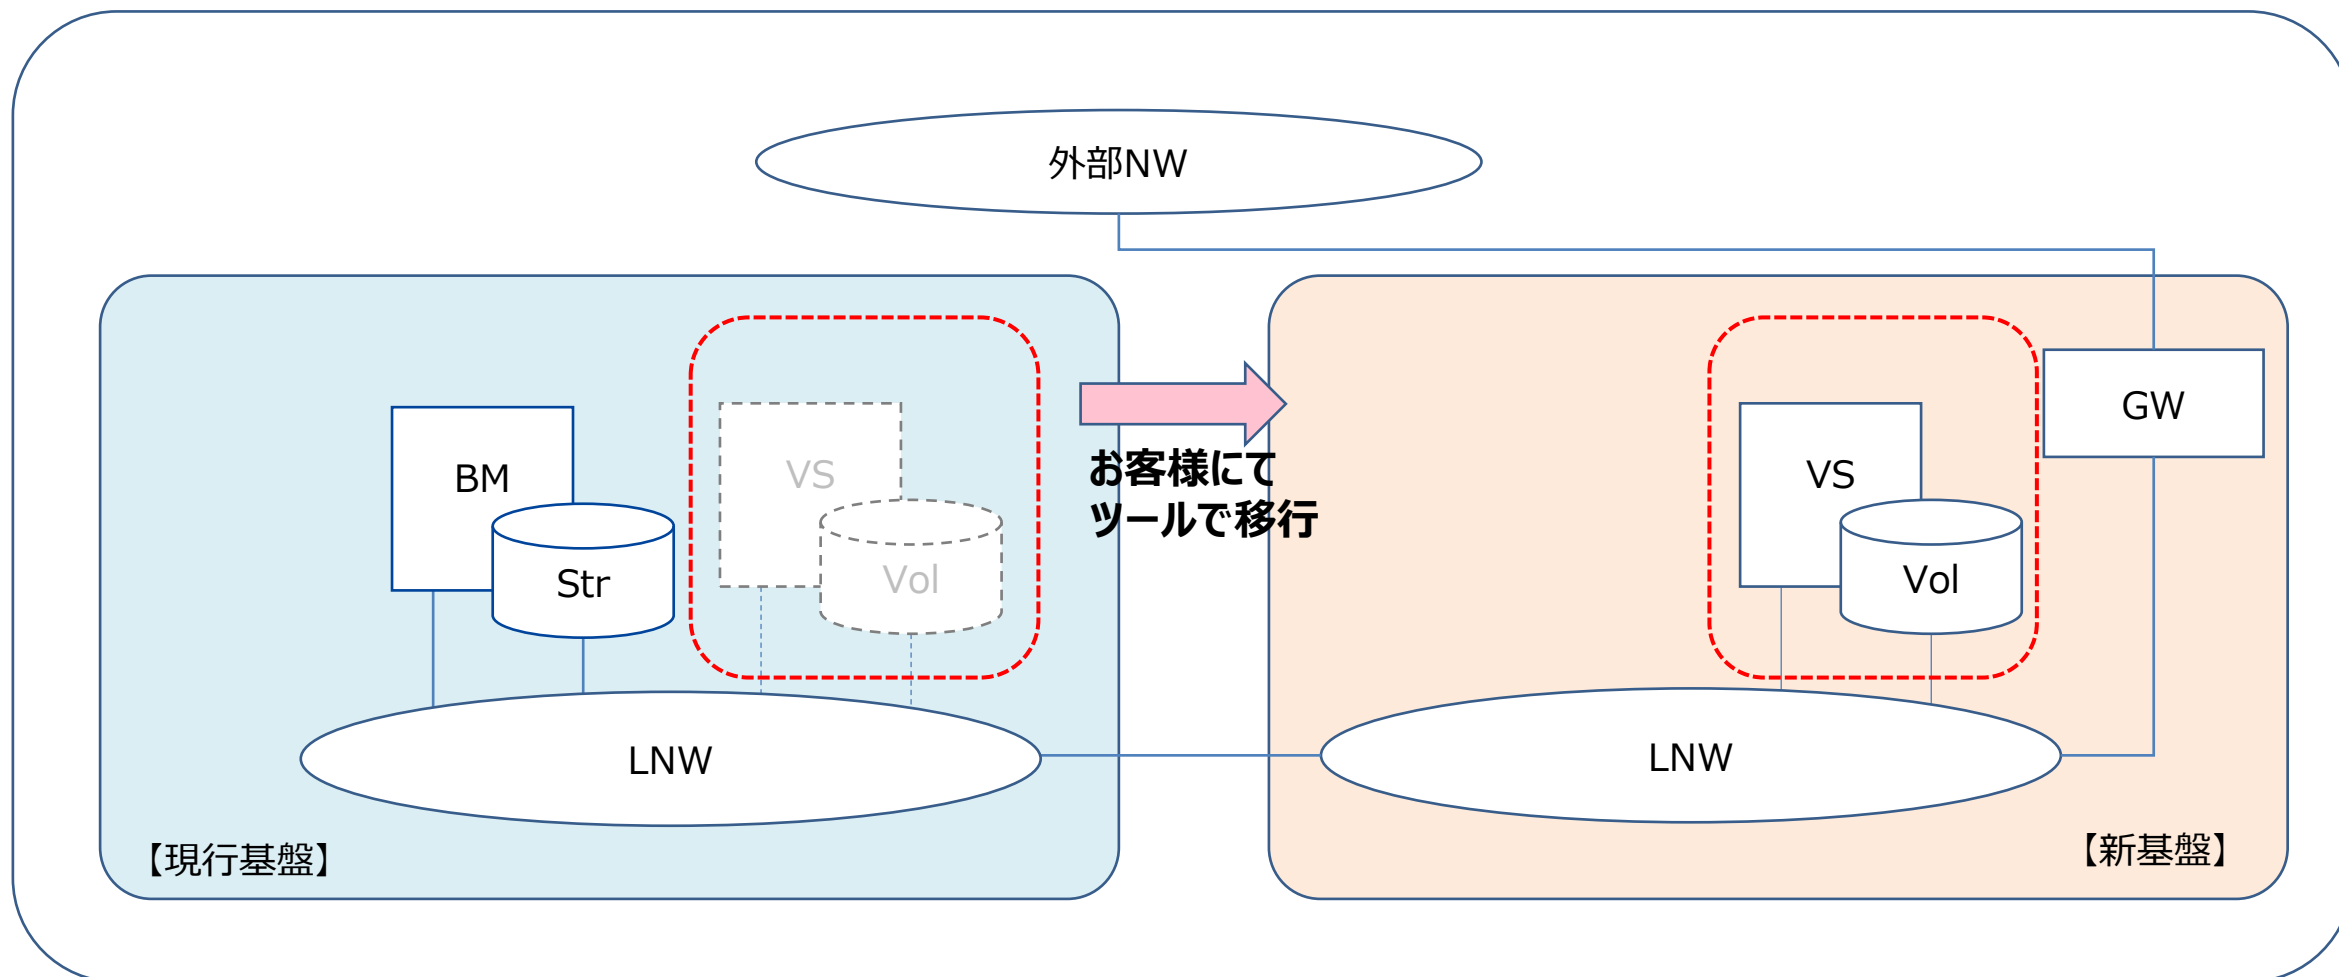 外部NW
BM
Str
VS
Vol
LNW
【現行基盤】
お客様にて
ツールで移行
VS
Vol
GW
LNW
【新基盤】